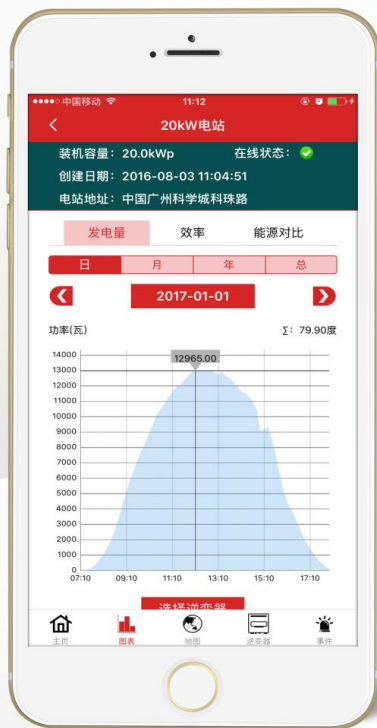 中国移动 11:12
20kW电站
装机容量：20.0kWp 在线状态：
创建日期：2016-08-03 11:04:51
电站地址：中国广州科学城科珠路
发电量 效率 能源对比
日 月 年 总
2017-01-01
功率(瓦) Σ：79.90度
12965.00
14000
13000
12000
11000
10000
9000
8000
7000
6000
5000
4000
3000
2000
1000
0
07:10 09:10 11:10 13:10 15:10 17:10
选择逆变器
主页 图表 地图 逆变器 事件